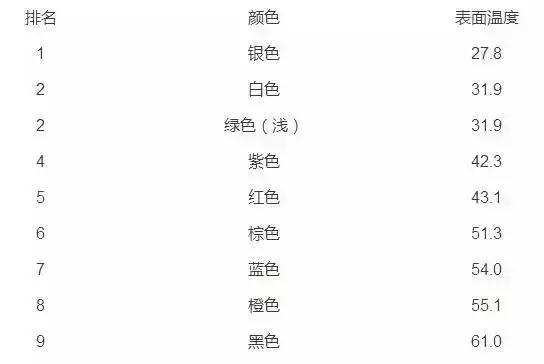 排名 颜色 表面温度
1 银色 27.8
2 白色 31.9
2 绿色（浅） 31.9
4 紫色 42.3
5 红色 43.1
6 棕色 51.3
7 蓝色 54.0
8 橙色 55.1
9 黑色 61.0